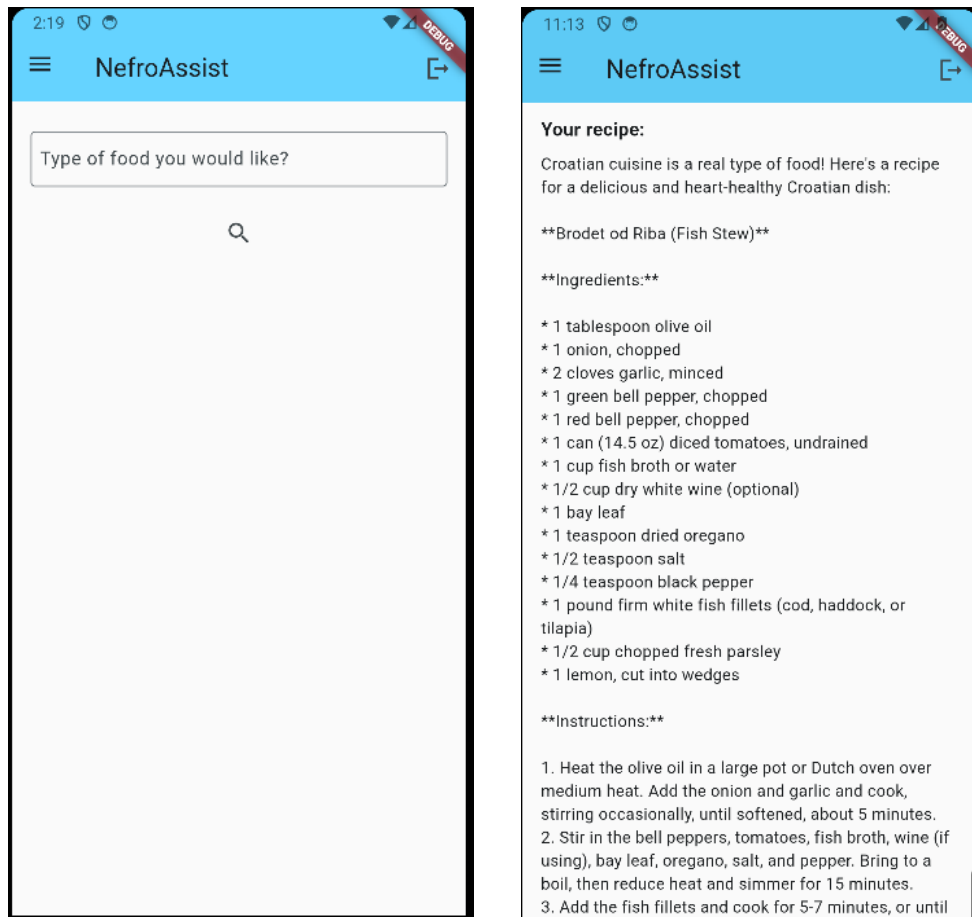 2:19
DEBUG
NefroAssist
Type of food you would like?
11:13
DEBUG
NefroAssist
Your recipe:
Croatian cuisine is a real type of food! Here's a recipe
for a delicious and heart-healthy Croatian dish:
**Brodet od Riba (Fish Stew)**
**Ingredients:**
* 1 tablespoon olive oil
* 1 onion, chopped
* 2 cloves garlic, minced
* 1 green bell pepper, chopped
* 1 red bell pepper, chopped
* 1 can (14.5 oz) diced tomatoes, undrained
* 1 cup fish broth or water
* 1/2 cup dry white wine (optional)
* 1 bay leaf
* 1 teaspoon dried oregano
* 1/2 teaspoon salt
* 1/4 teaspoon black pepper
* 1 pound firm white fish fillets (cod, haddock, or
tilapia)
* 1/2 cup chopped fresh parsley
* 1 lemon, cut into wedges
**Instructions:**
1. Heat the olive oil in a large pot or Dutch oven over
medium heat. Add the onion and garlic and cook,
stirring occasionally, until softened, about 5 minutes.
2. Stir in the bell peppers, tomatoes, fish broth, wine (if
using), bay leaf, oregano, salt, and pepper. Bring to a
boil, then reduce heat and simmer for 15 minutes.
3. Add the fish fillets and cook for 5-7 minutes, or until